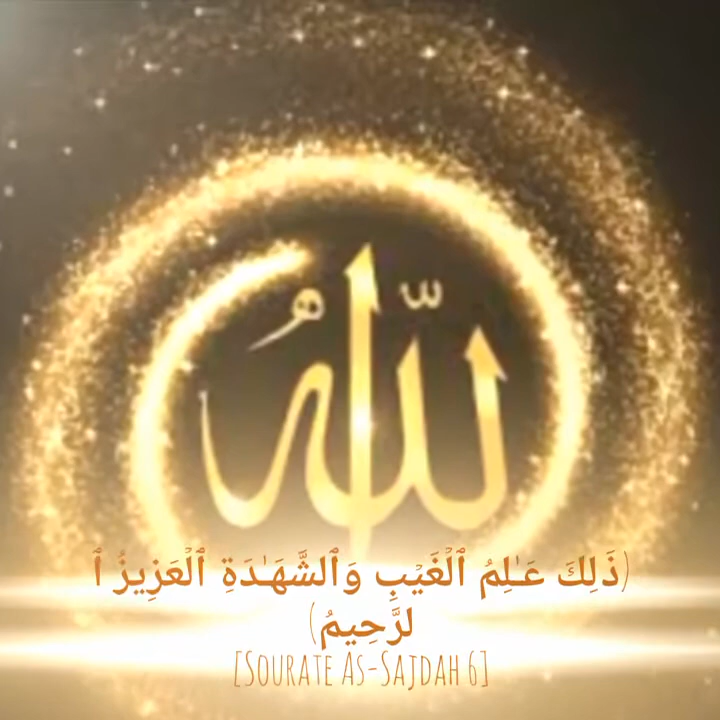 الله
(ذَٰلِكَ عَـٰلِمُ ٱلْغَيْبِ وَٱلشَّهَـٰدَةِ ٱلْعَزِيزُ ٱ
لرَّحِيمُ)
[Sourate As-Sajdah 6]